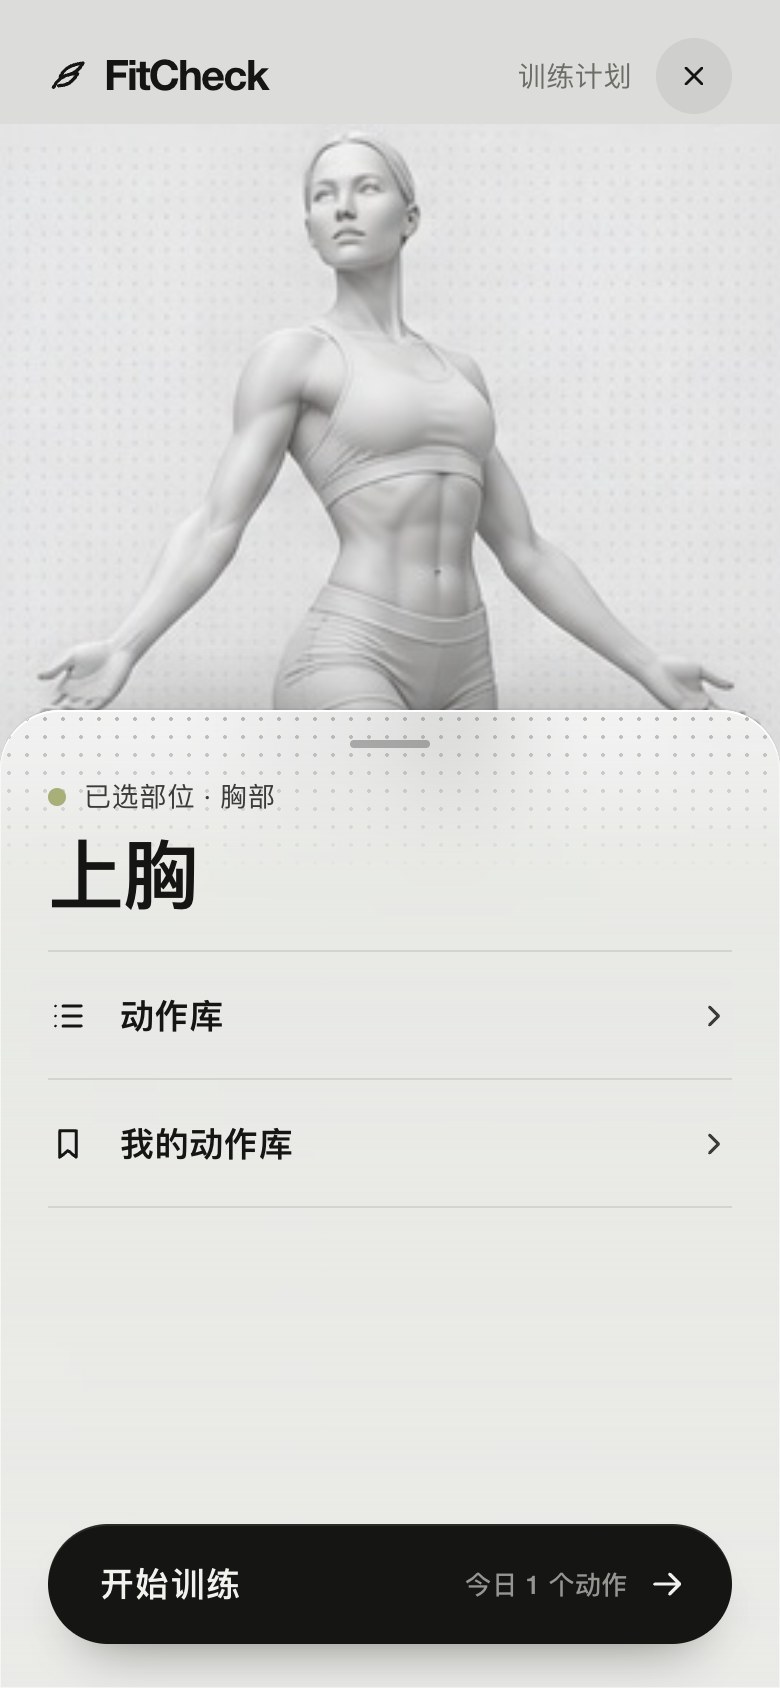 FitCheck
训练计划
已选部位 · 胸部
上胸
动作库
我的动作库
开始训练
今日 1 个动作